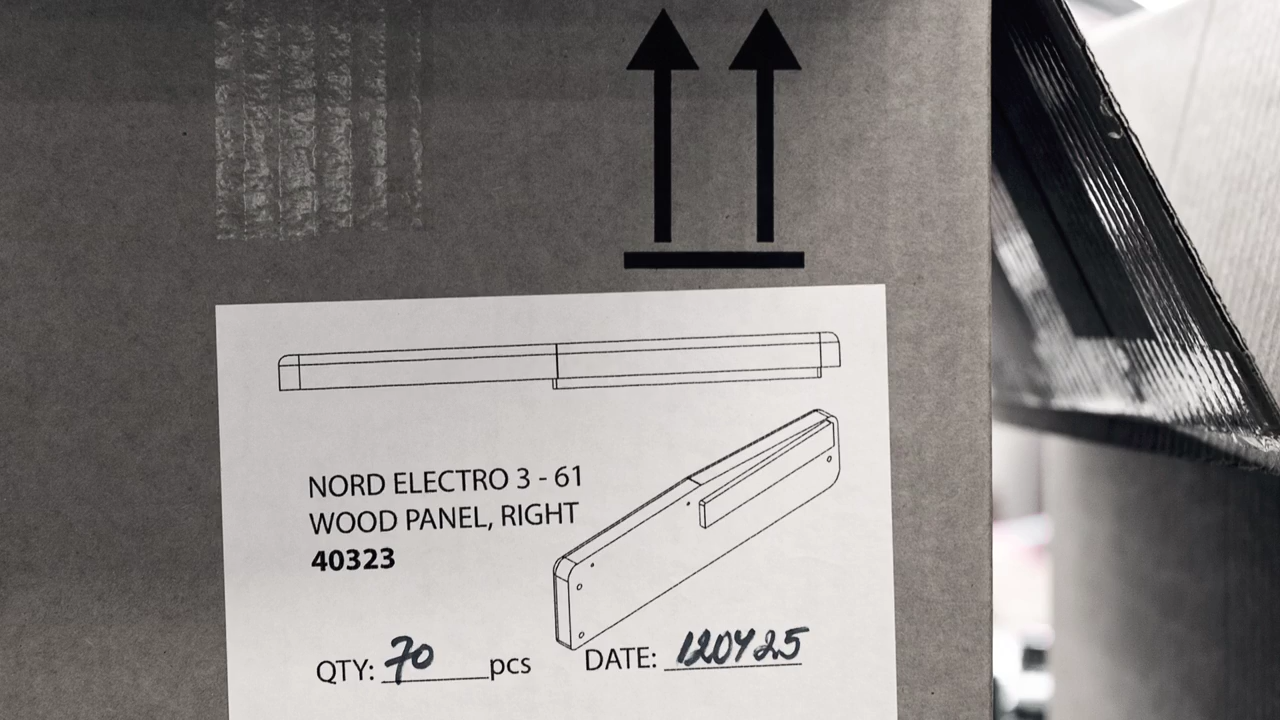 NORD ELECTRO 3 - 61
WOOD PANEL, RIGHT
40323
QTY: 70 pcs DATE: 120425